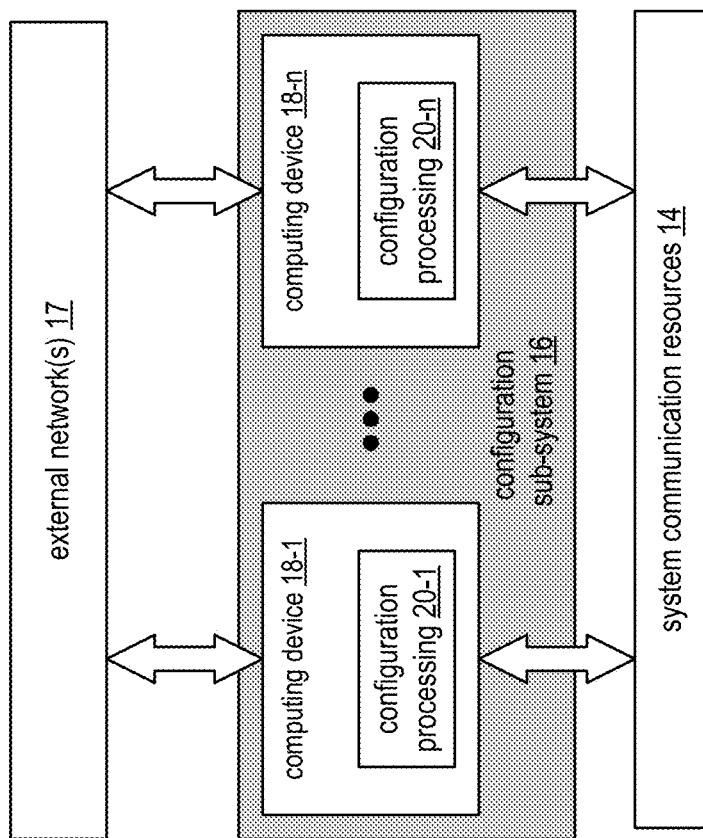 external network(s) 17
computing device 18-1
configuration
processing 20-1
computing device 18-n
configuration
processing 20-n
configuration
sub-system 16
system communication resources 14